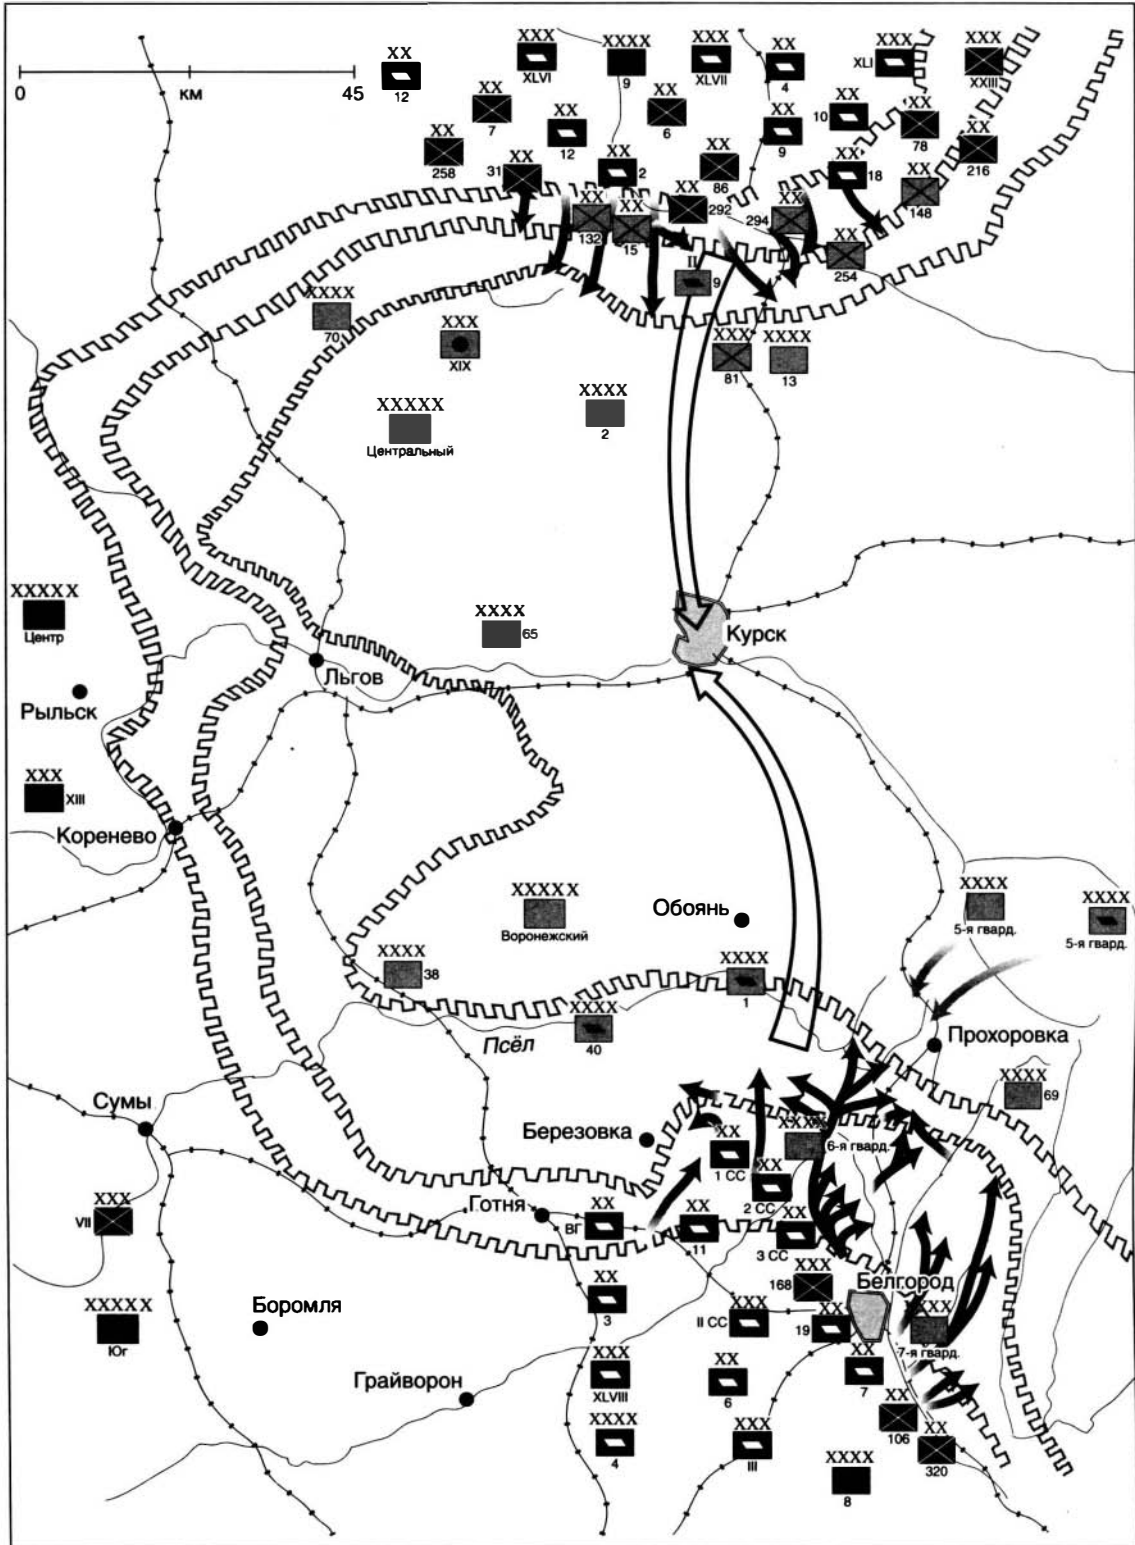 XXX
XLVI
XXXX
9
XXX
XLVII
XX
4
XXX
XLI
XXX
XXIII
0 км 45
XX
12
XX
7
XX
12
XX
6
XX
9
XX
10
XX
78
XX
216
XX
258
XX
31
XX
2
XX
86
XX
18
XX
148
XX
132
XX
15
XX
292
XX
294
XX
254
II
9
XXXX
70
XXX
XIX
XXX
81
XXXX
13
XXXXX
Центральный
XXXX
2
XXXXX
Центр
XXXX
65
Курск
Льгов
Рыльск
XXX
XIII
Коренево
XXXXX
Воронежский
Обоянь
XXXX
5-я гвард.
XXXX
5-я гвард.
XXXX
38
XXXX
1
XXXX
40
Псёл
Прохоровка
XXXX
69
Сумы
Березовка
XXXX
6-я гвард.
XX
1 СС
XX
2 СС
XXX
VII
Готня
XX
ВГ
XX
11
XX
3 СС
XXX
168
Белгород
XXXXX
Юг
Боромля
XX
3
XXX
II СС
XX
19
XXXX
7-я гвард.
Грайворон
XXX
XLVIII
XX
6
XX
7
XXXX
4
XXX
III
XX
106
XX
320
XXXX
8